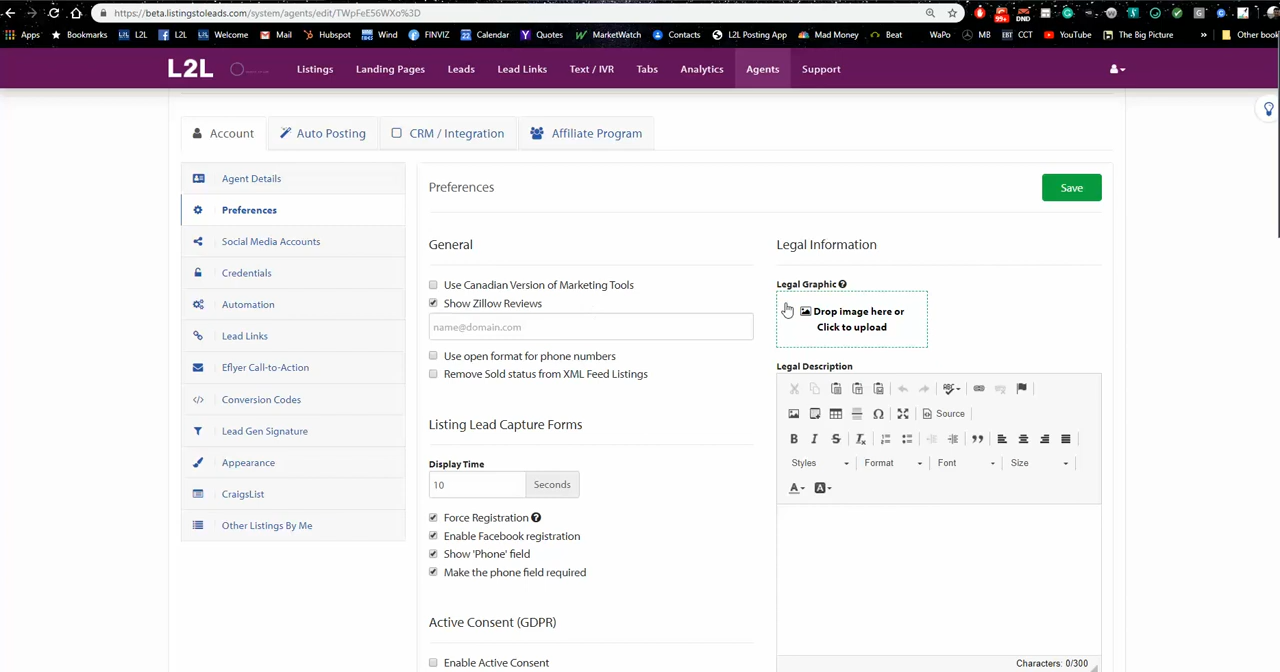 https://beta.listingstoleads.com/system/agents/edit/TWpFeE56WXo%3D
99+ DND
Apps Bookmarks L2L L2L Welcome Mail Hubspot Wind FINVIZ Calendar Quotes MarketWatch Contacts L2L Posting App Mad Money Beat WaPo MB CCT YouTube The Big Picture » Other book
L2L Listings Landing Pages Leads Lead Links Text / IVR Tabs Analytics Agents Support
Account Auto Posting CRM / Integration Affiliate Program
Agent Details
Preferences
Social Media Accounts
Credentials
Automation
Lead Links
Eflyer Call-to-Action
Conversion Codes
Lead Gen Signature
Appearance
CraigsList
Other Listings By Me
Preferences
Save
General
Use Canadian Version of Marketing Tools
Show Zillow Reviews
name@domain.com
Use open format for phone numbers
Remove Sold status from XML Feed Listings
Listing Lead Capture Forms
Display Time
10 Seconds
Force Registration
Enable Facebook registration
Show 'Phone' field
Make the phone field required
Active Consent (GDPR)
Enable Active Consent
Legal Information
Legal Graphic
Drop image here or
Click to upload
Legal Description
Source
Styles Format Font Size
Characters: 0/300